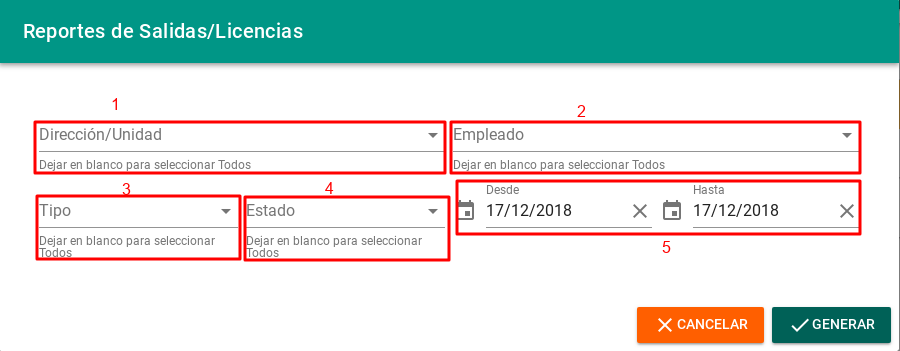 Reportes de Salidas/Licencias
1
2
Dirección/Unidad
Empleado
Dejar en blanco para seleccionar Todos
Dejar en blanco para seleccionar Todos
3
4
Desde
Hasta
Tipo
Estado
17/12/2018
17/12/2018
Dejar en blanco para seleccionar
Todos
Dejar en blanco para seleccionar
Todos
5
CANCELAR
GENERAR